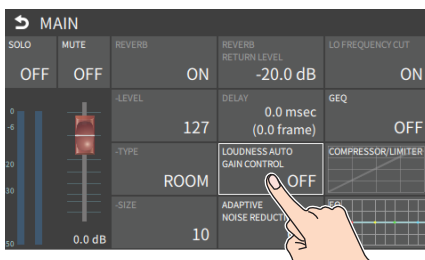 MAIN
SOLO
OFF
MUTE
OFF
REVERB
ON
REVERB
RETURN LEVEL
-20.0 dB
LO FREQUENCY CUT
ON
0
-6
20
30
50
0.0 dB
-LEVEL
127
DELAY
0.0 msec
(0.0 frame)
GEQ
OFF
-TYPE
ROOM
LOUDNESS AUTO
GAIN CONTROL
OFF
COMPRESSOR/LIMITER
-SIZE
10
ADAPTIVE
NOISE